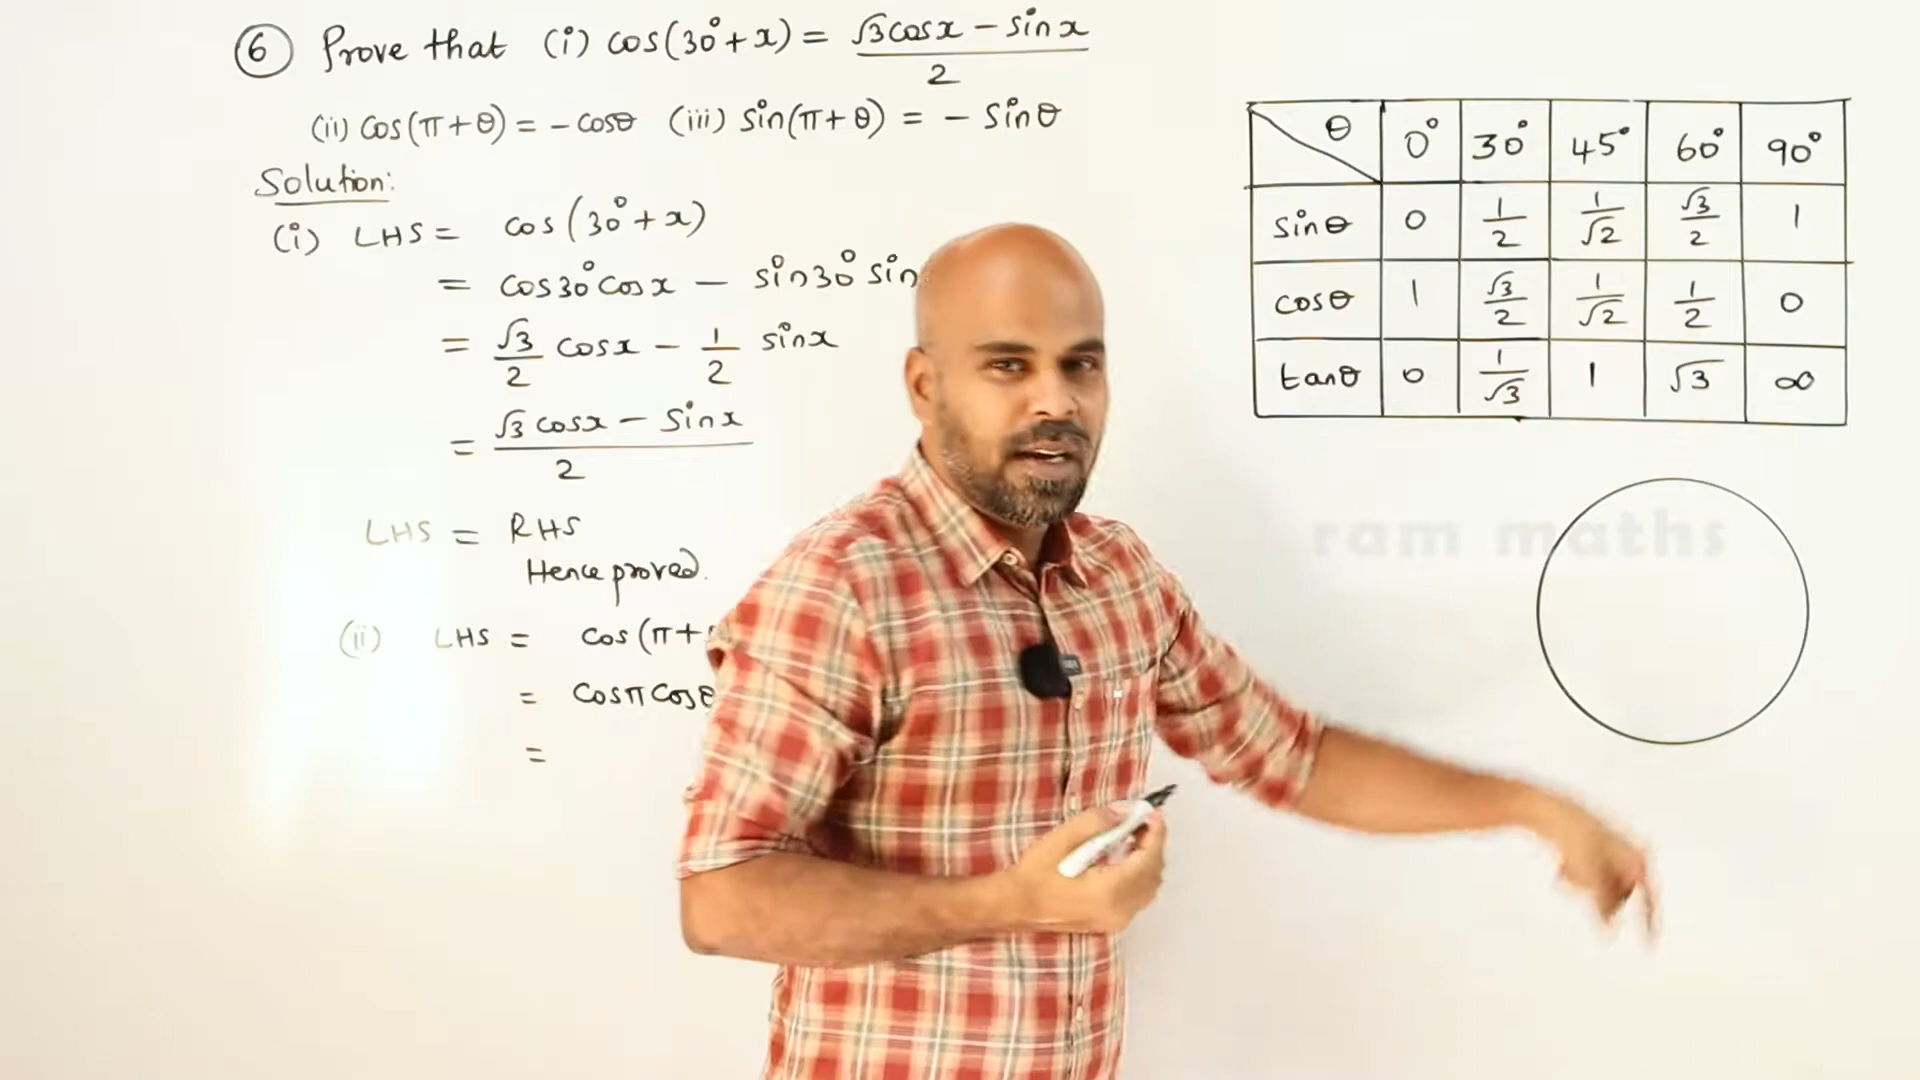 ⑥ Prove that (i) cos(30°+x) = √3cosx − sinx / 2
(ii) Cos(π+θ) = −cosθ (iii) sin(π+θ) = − Sinθ
Solution:
(i) LHS = cos(30°+x)
= cos30°cosx − sin30° sin
= √3/2 cosx − 1/2 sinx
= √3 cosx − Sinx / 2
LHS = RHS
Hence proved.
(ii) LHS = cos(π+
= cosπ cosθ
=
θ 0° 30° 45° 60° 90°
sinθ 0 1/2 1/√2 √3/2 1
cosθ 1 √3/2 1/√2 1/2 0
tanθ 0 1/√3 1 √3 ∞
ram maths